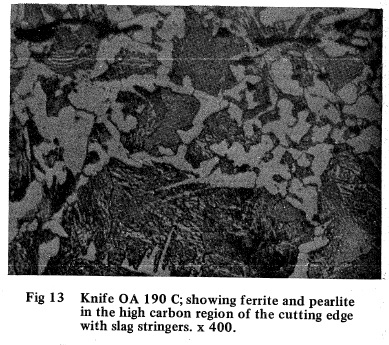 Fig 13 Knife OA 190 C; showing ferrite and pearlite
in the high carbon region of the cutting edge
with slag stringers. x 400.